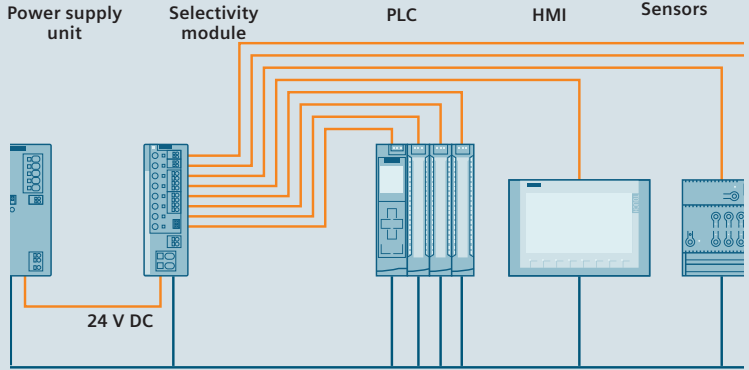 Power supply
unit
Selectivity
module
PLC
HMI
Sensors
24 V DC